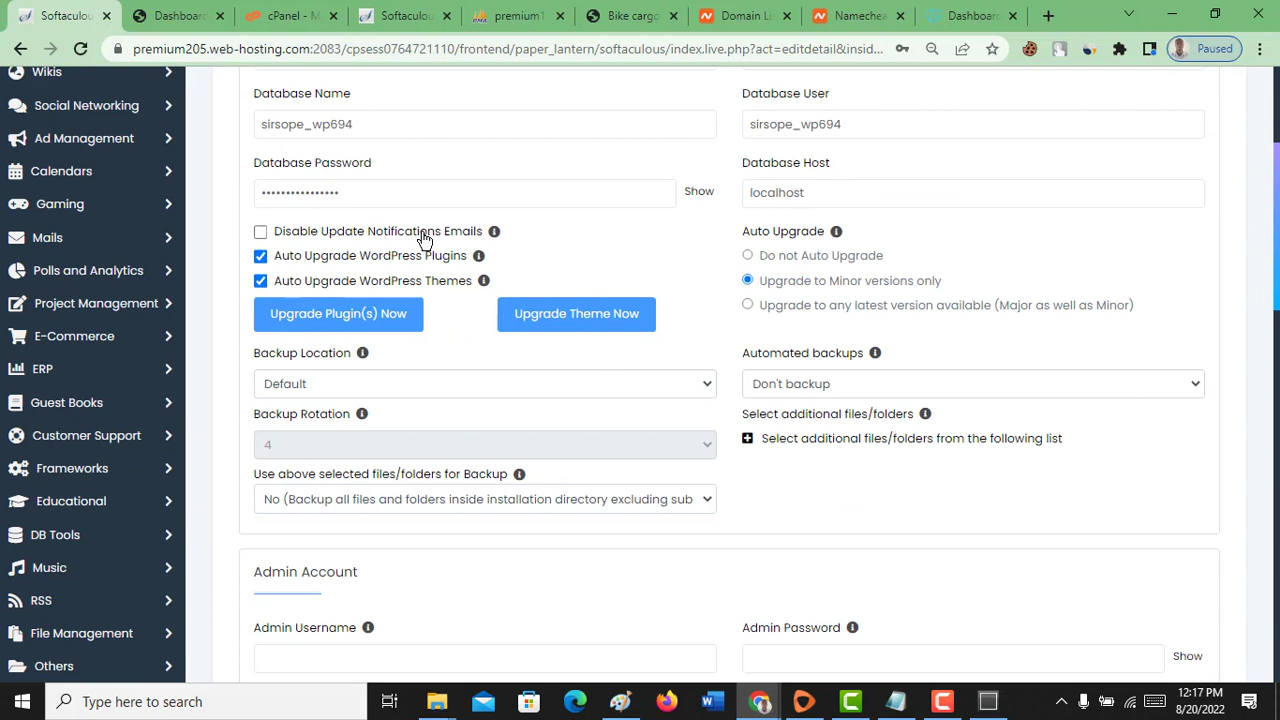 Softaculou
Dashboard
cPanel - M
Softaculou
premium1
Bike cargo
Domain Li
Namechea
Dashboar
premium205.web-hosting.com:2083/cpsess0764721110/frontend/paper_lantern/softaculous/index.live.php?act=editdetail&insid...
Paused
Wikis
Social Networking
Ad Management
Calendars
Gaming
Mails
Polls and Analytics
Project Management
E-Commerce
ERP
Guest Books
Customer Support
Frameworks
Educational
DB Tools
Music
RSS
File Management
Others
Database Name
Database User
sirsope_wp694
sirsope_wp694
Database Password
Database Host
••••••••••••••••
Show
localhost
Disable Update Notifications Emails
Auto Upgrade
Auto Upgrade WordPress Plugins
Do not Auto Upgrade
Auto Upgrade WordPress Themes
Upgrade to Minor versions only
Upgrade to any latest version available (Major as well as Minor)
Upgrade Plugin(s) Now
Upgrade Theme Now
Backup Location
Automated backups
Default
Don't backup
Backup Rotation
Select additional files/folders
4
Select additional files/folders from the following list
Use above selected files/folders for Backup
No (Backup all files and folders inside installation directory excluding sub
Admin Account
Admin Username
Admin Password
Show
Type here to search
12:17 PM
8/20/2022